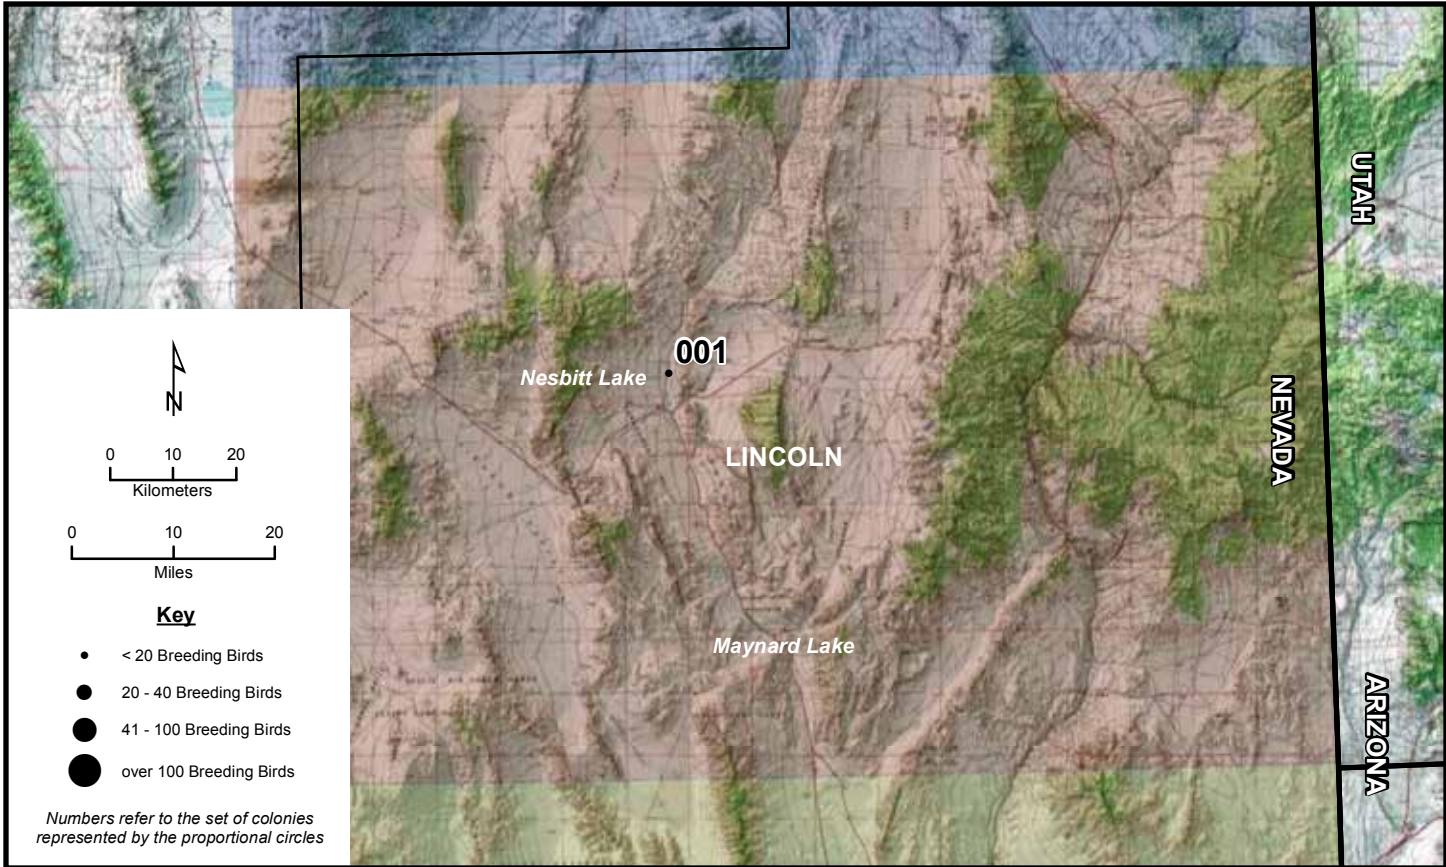 UTAH
001
Nesbitt Lake
NEVADA
LINCOLN
Maynard Lake
ARIZONA
N
0 10 20
Kilometers
0 10 20
Miles
Key
< 20 Breeding Birds
20 - 40 Breeding Birds
41 - 100 Breeding Birds
over 100 Breeding Birds
Numbers refer to the set of colonies
represented by the proportional circles